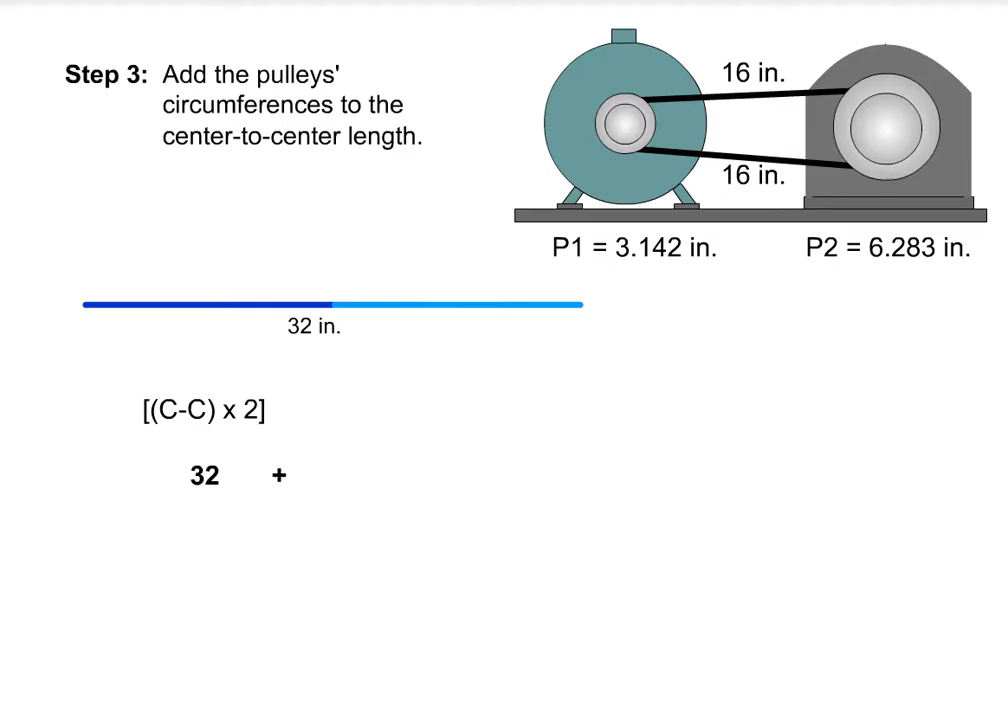 Step 3: Add the pulleys'
circumferences to the
center-to-center length.
16 in.
16 in.
P1 = 3.142 in.
P2 = 6.283 in.
32 in.
[(C-C) x 2]
32 +